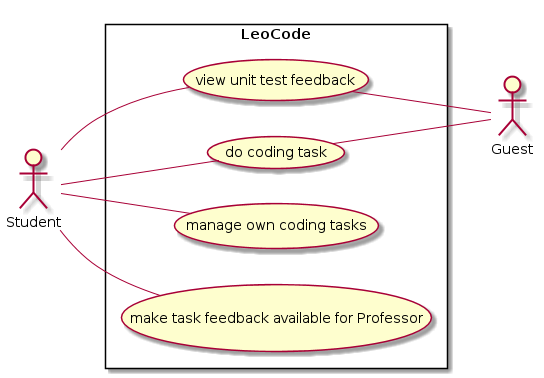 LeoCode
view unit test feedback
do coding task
Guest
Student
manage own coding tasks
make task feedback available for Professor